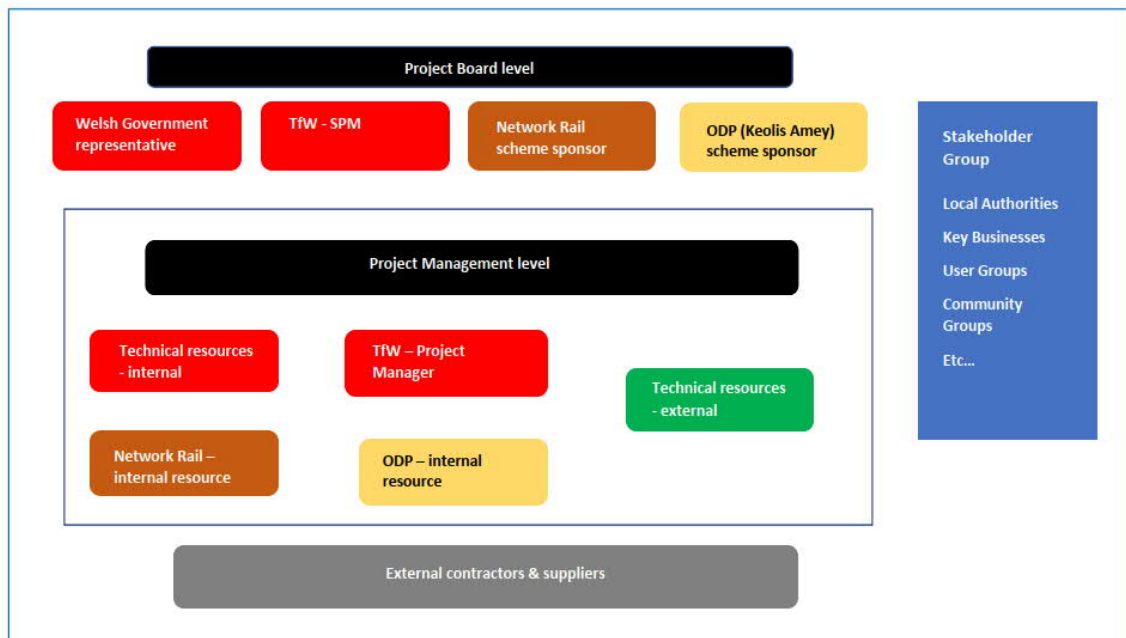 Project Board level
Welsh Government
representative
TfW - SPM
Network Rail
scheme sponsor
ODP (Keolis Amey)
scheme sponsor
Stakeholder
Group
Local Authorities
Key Businesses
User Groups
Community
Groups
Etc...
Project Management level
Technical resources
- internal
TfW – Project
Manager
Technical resources
- external
Network Rail –
internal resource
ODP – internal
resource
External contractors & suppliers